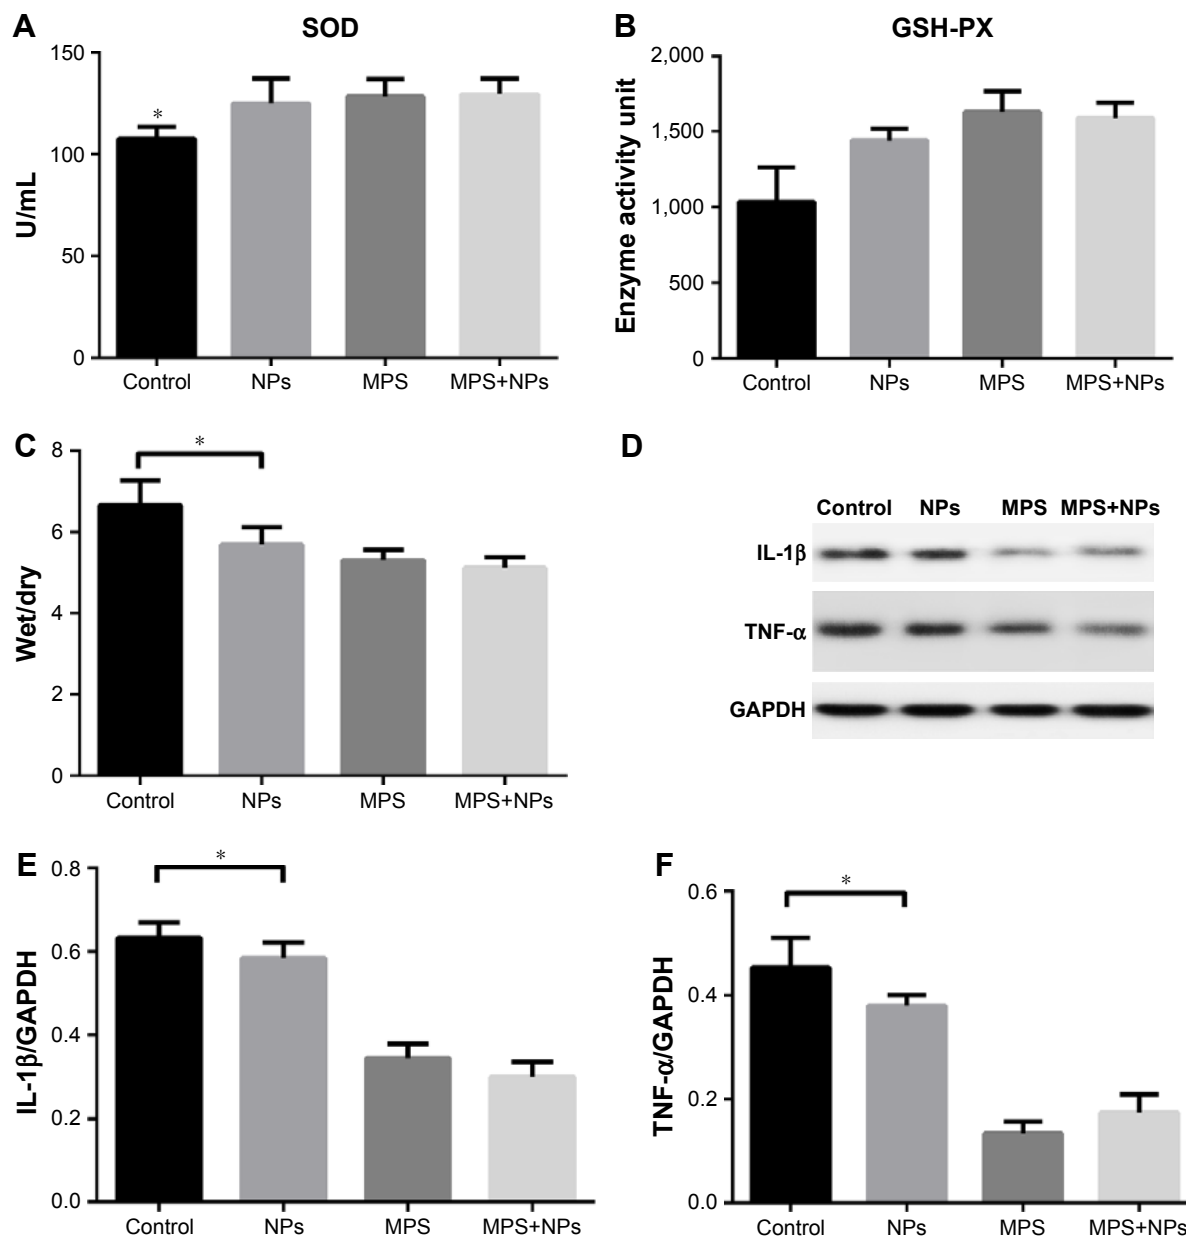 A
SOD
150
100
50
0
U/mL
*
Control NPs MPS MPS+NPs
B
GSH-PX
2,000
1,500
1,000
500
0
Enzyme activity unit
Control NPs MPS MPS+NPs
C
8
6
4
2
0
Wet/dry
*
Control NPs MPS MPS+NPs
D
Control NPs MPS MPS+NPs
IL-1β
TNF-α
GAPDH
E
0.8
0.6
0.4
0.2
0.0
IL-1β/GAPDH
*
Control NPs MPS MPS+NPs
F
0.6
0.4
0.2
0.0
TNF-α/GAPDH
*
Control NPs MPS MPS+NPs